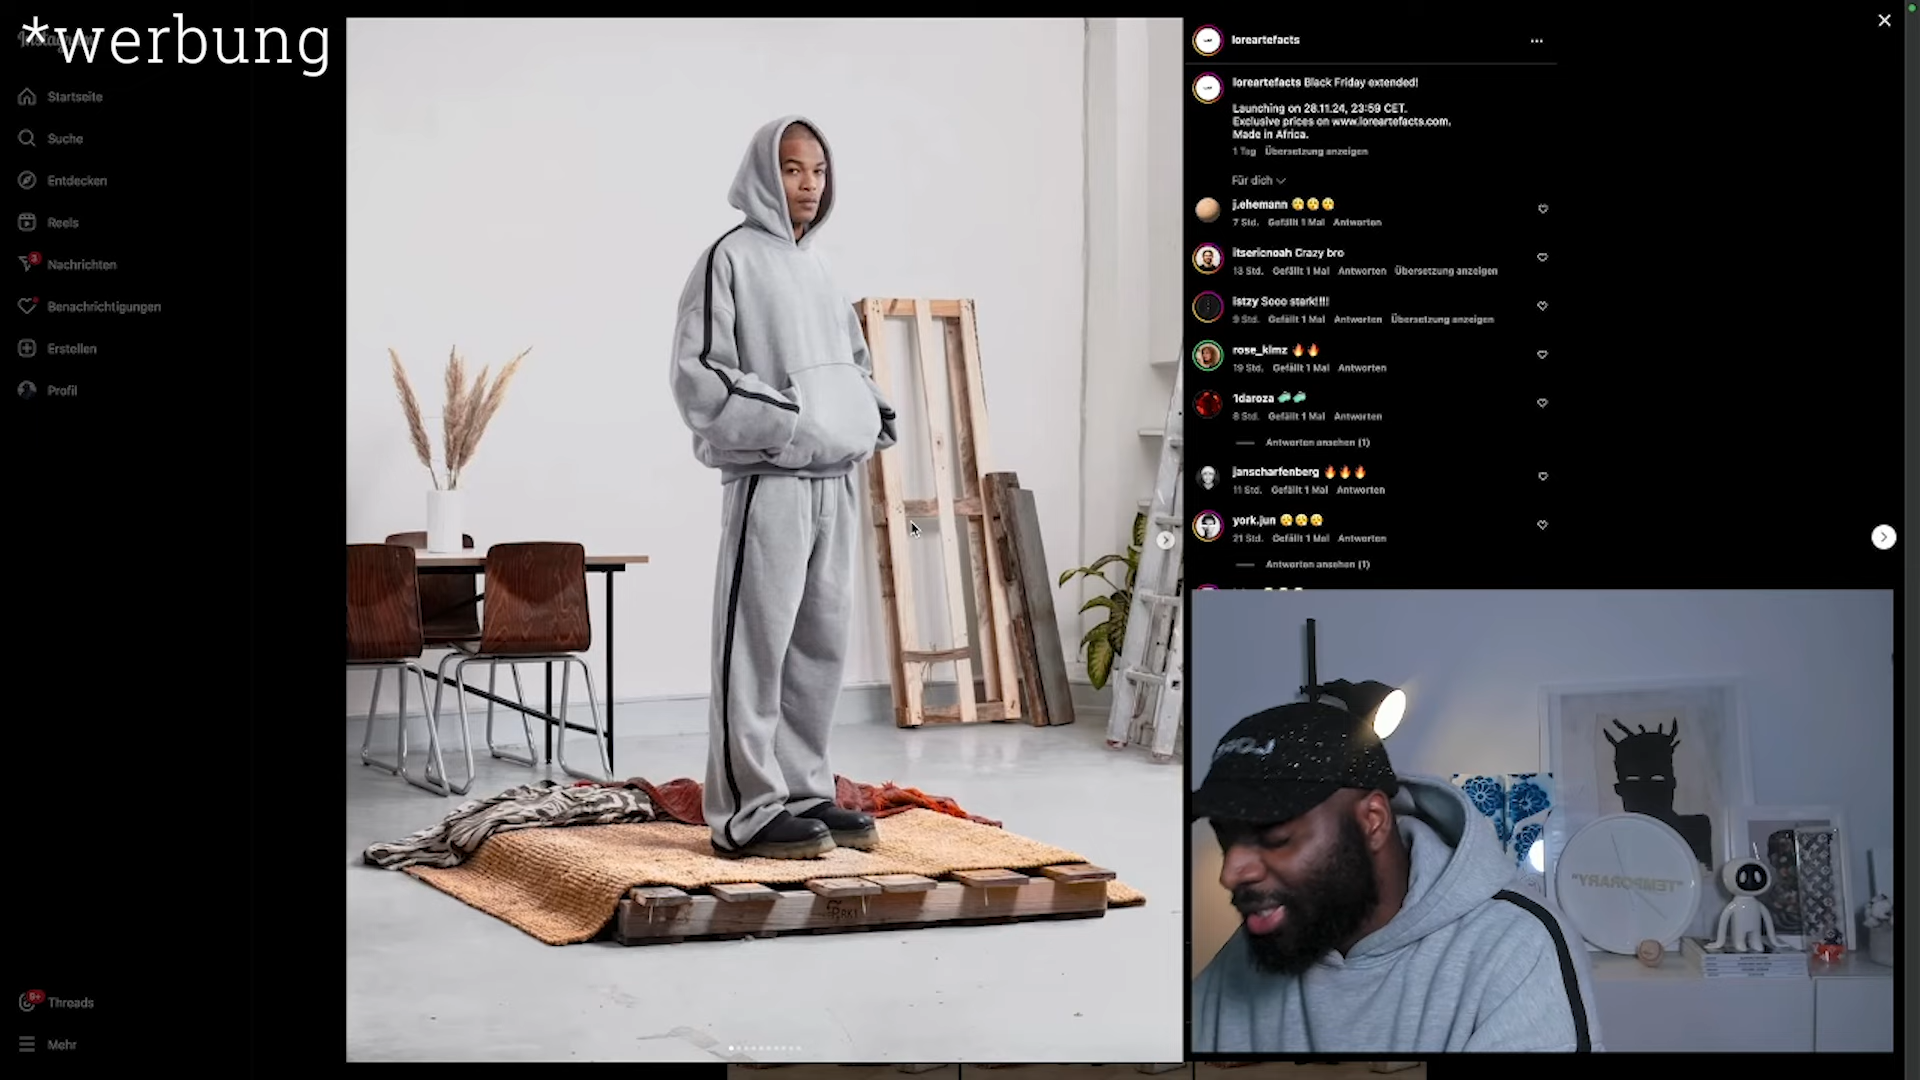 *werbung
Startseite
Suche
Entdecken
Reels
3
Nachrichten
Benachrichtigungen
Erstellen
Profil
9+
Threads
Mehr
loreartefacts
loreartefacts Black Friday extended!
Launching on 28.11.24, 23:59 CET.
Exclusive prices on www.loreartefacts.com.
Made in Africa.
1 Tag Übersetzung anzeigen
Für dich
j.ehemann 😮‍💨😮‍💨😮‍💨
7 Std. Gefällt 1 Mal Antworten
itsericnoah Crazy bro
13 Std. Gefällt 1 Mal Antworten Übersetzung anzeigen
istzy Sooo stark!!!!
9 Std. Gefällt 1 Mal Antworten Übersetzung anzeigen
rose_klmz 🔥🔥
19 Std. Gefällt 1 Mal Antworten
1daroza
8 Std. Gefällt 1 Mal Antworten
Antworten ansehen (1)
janscharfenberg 🔥🔥🔥
11 Std. Gefällt 1 Mal Antworten
york.jun 😮‍💨😮‍💨😮‍💨
21 Std. Gefällt 1 Mal Antworten
Antworten ansehen (1)
"TEMPORARY"